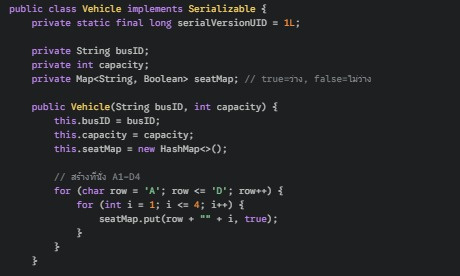 public class Vehicle implements Serializable {
    private static final long serialVersionUID = 1L;

    private String busID;
    private int capacity;
    private Map<String, Boolean> seatMap; // true=ว่าง, false=ไม่ว่าง

    public Vehicle(String busID, int capacity) {
        this.busID = busID;
        this.capacity = capacity;
        this.seatMap = new HashMap<>();

        // สร้างที่นั่ง A1-D4
        for (char row = 'A'; row <= 'D'; row++) {
            for (int i = 1; i <= 4; i++) {
                seatMap.put(row + "" + i, true);
            }
        }
    }